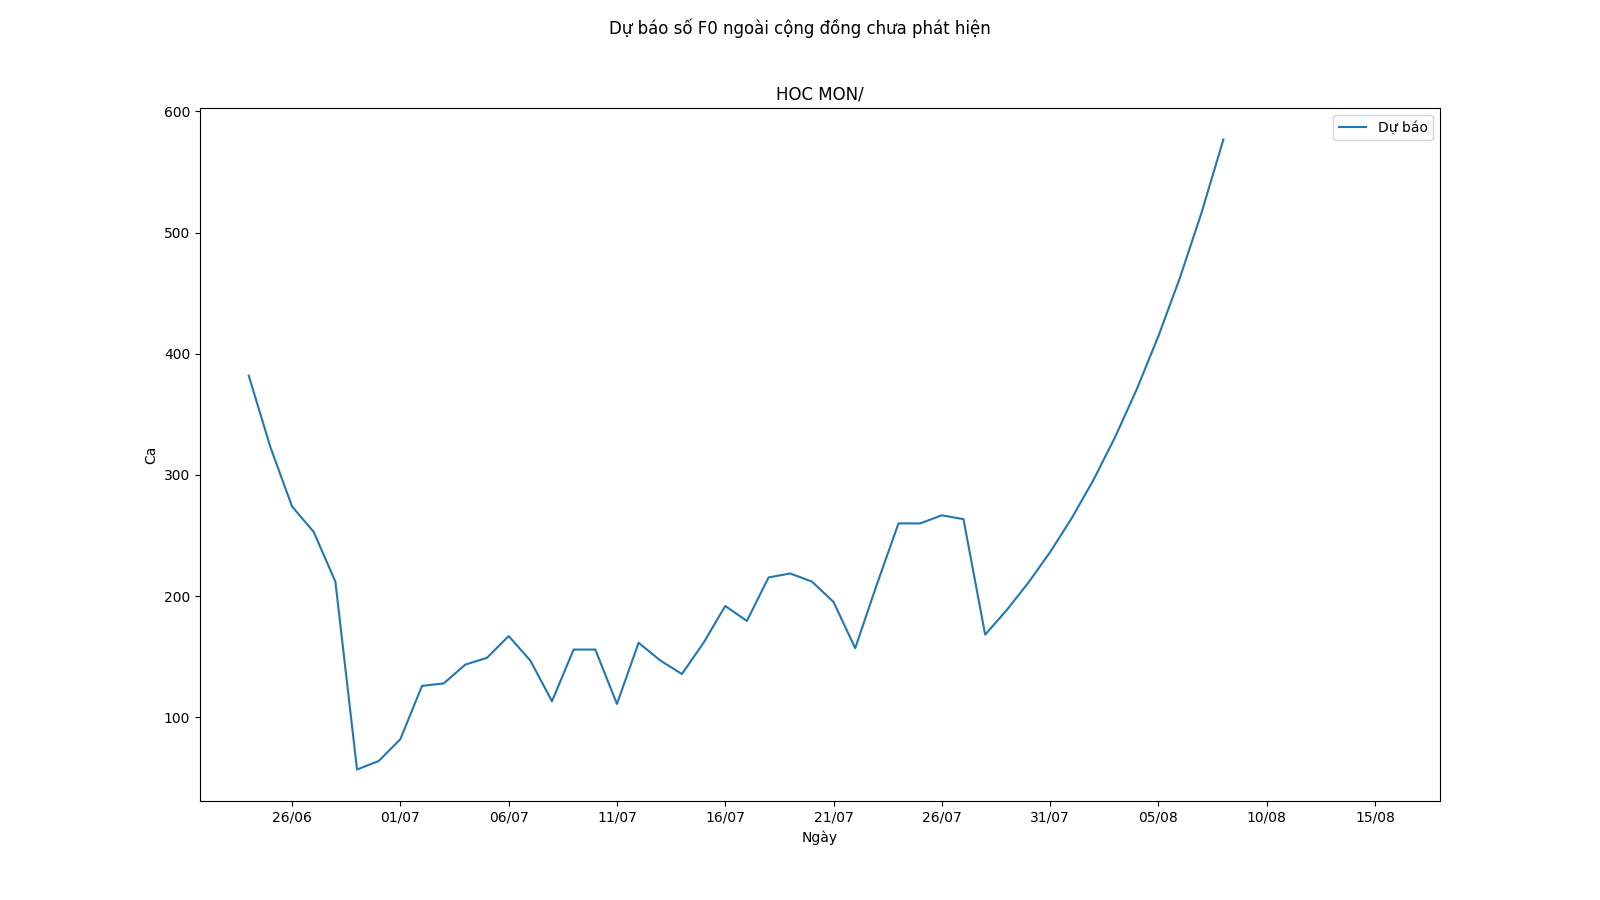 Dự báo số F0 ngoài cộng đồng chưa phát hiện
HOC MON/
Dự báo
600
500
400
300
200
100
Ca
26/06 01/07 06/07 11/07 16/07 21/07 26/07 31/07 05/08 10/08 15/08
Ngày